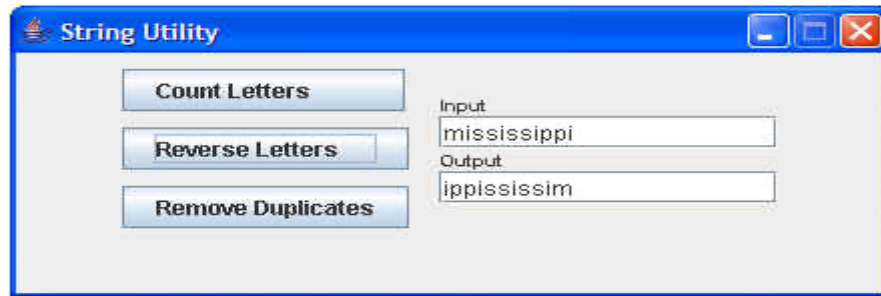 String Utility
Count Letters
Reverse Letters
Remove Duplicates
Input
mississippi
Output
ippississim